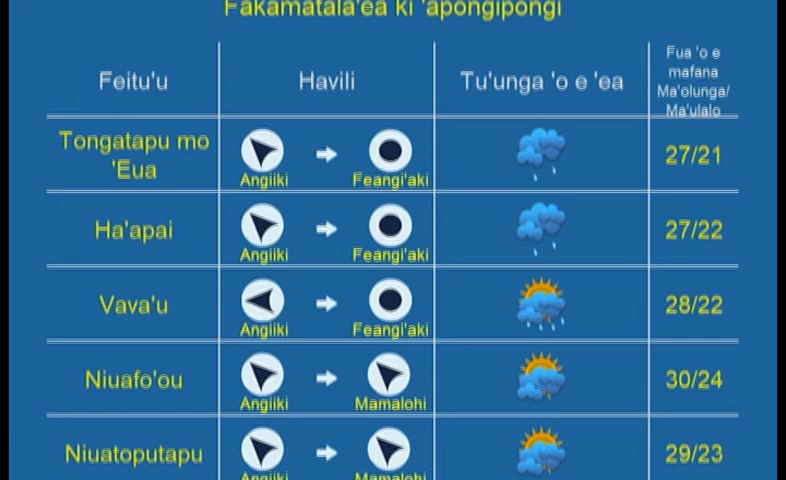 Fakamatala'ea ki 'apongipongi
Feitu'u
Havili
Tu'unga 'o e 'ea
Fua 'o e
mafana
Ma'olunga/
Ma'ulalo
Tongatapu mo
'Eua
Angiiki
Feangi'aki
27/21
Ha'apai
Angiiki
Feangi'aki
27/22
Vava'u
Angiiki
Feangi'aki
28/22
Niuafo'ou
Angiiki
Mamalohi
30/24
Niuatoputapu
Angiiki
Mamalohi
29/23